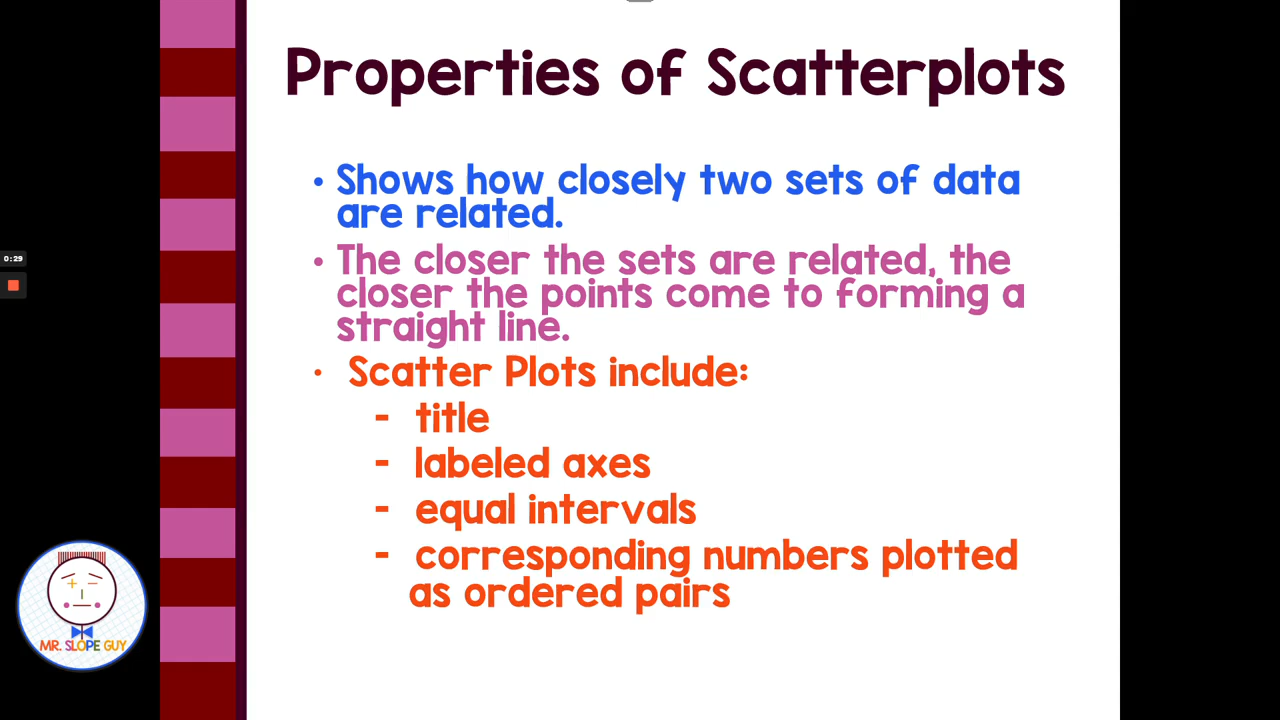 Properties of Scatterplots
• Shows how closely two sets of data
are related.
• The closer the sets are related, the
closer the points come to forming a
straight line.
• Scatter Plots include:
- title
- labeled axes
- equal intervals
- corresponding numbers plotted
as ordered pairs
0:29
MR. SLOPE GUY